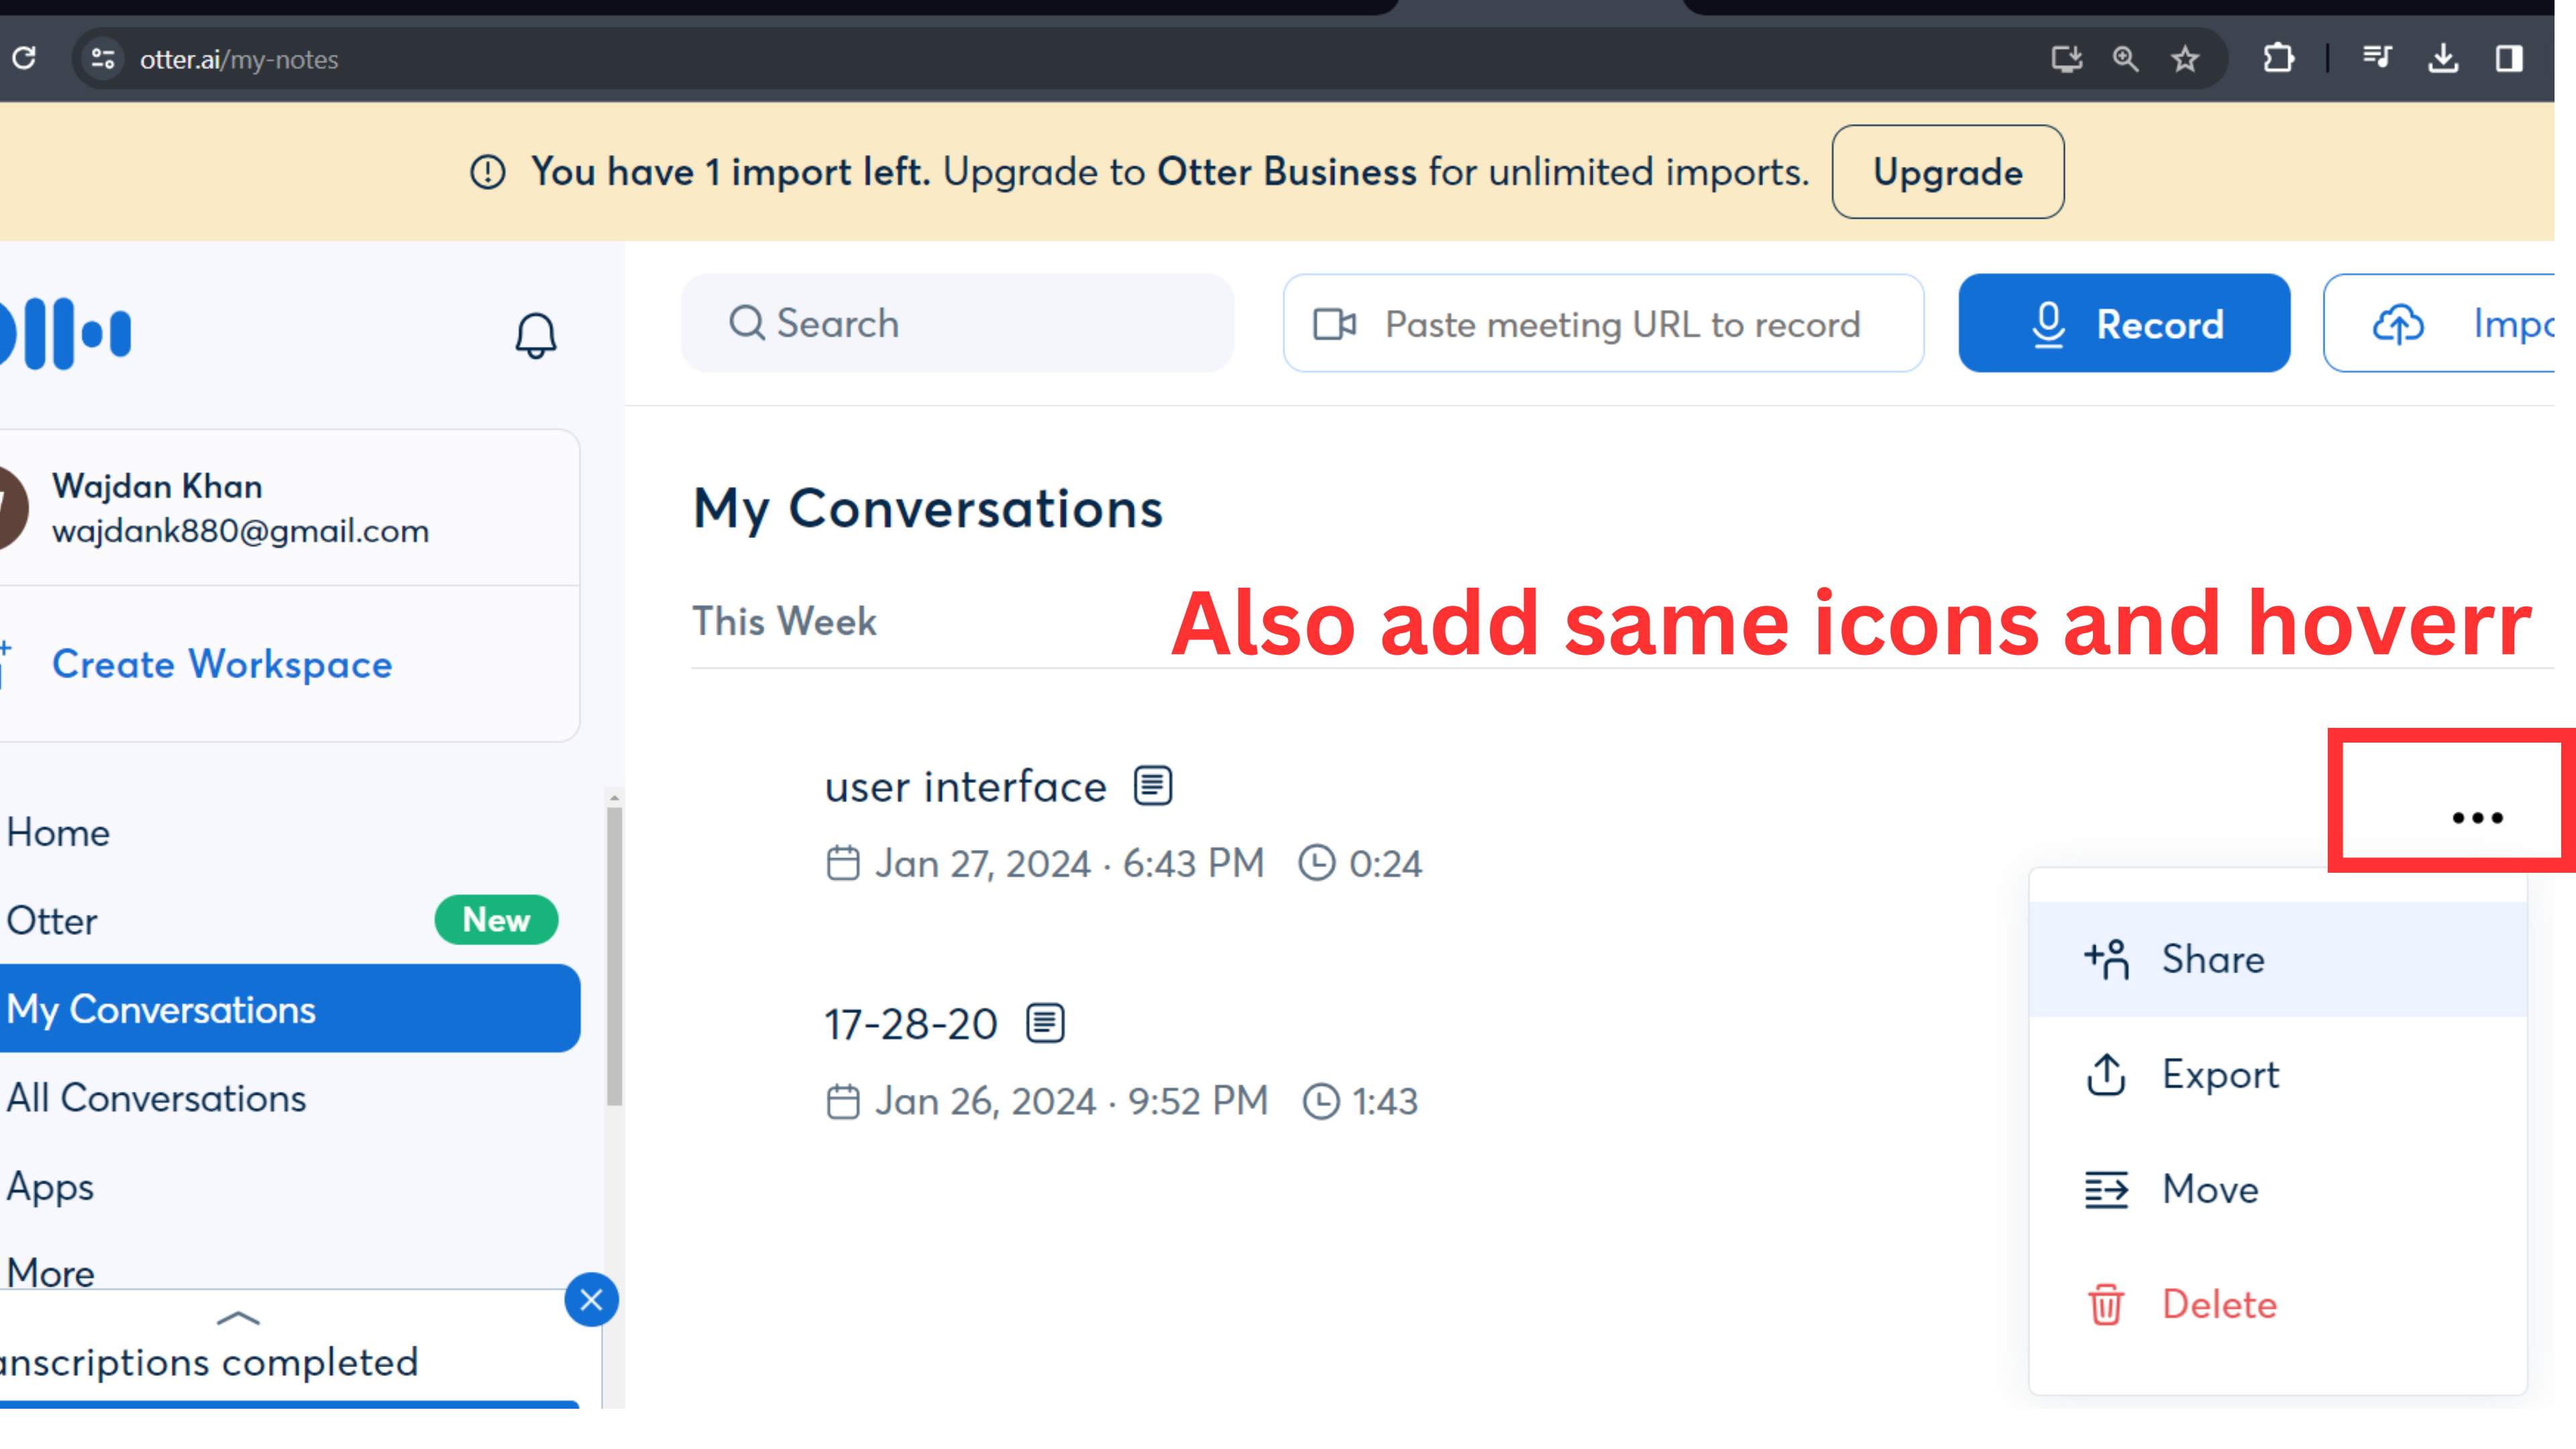 otter.ai/my-notes
You have 1 import left. Upgrade to Otter Business for unlimited imports.
Upgrade
Search
Paste meeting URL to record
Record
Impo
Wajdan Khan
wajdank880@gmail.com
Create Workspace
My Conversations
This Week
Also add same icons and hoverr
user interface
Jan 27, 2024 · 6:43 PM 0:24
17-28-20
Jan 26, 2024 · 9:52 PM 1:43
Home
Otter
New
My Conversations
All Conversations
Apps
More
anscriptions completed
Share
Export
Move
Delete